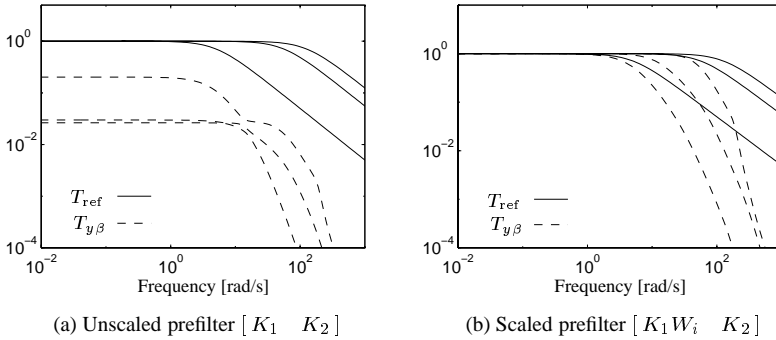 10^0
10^−2
10^−4
T_ref
T_yβ
10^−2 10^0 10^2
Frequency [rad/s]
(a) Unscaled prefilter [ K_1 K_2 ]
10^0
10^−2
10^−4
T_ref
T_yβ
10^−2 10^0 10^2
Frequency [rad/s]
(b) Scaled prefilter [ K_1 W_i K_2 ]